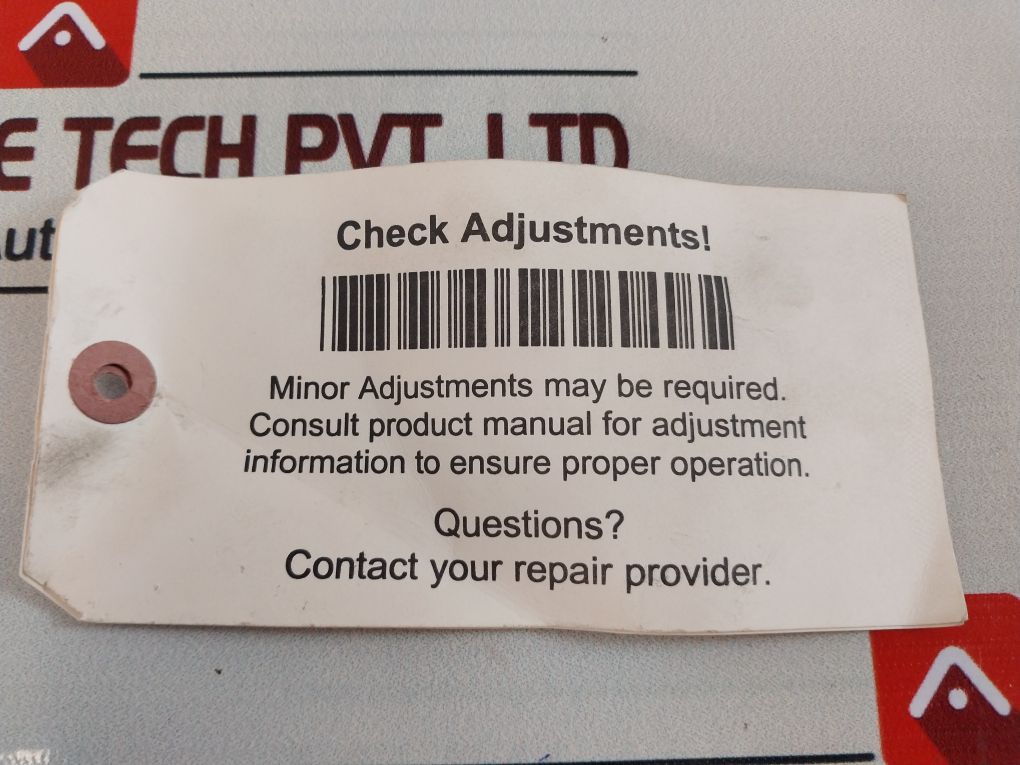 E TECH PVT. LTD
Aut
Check Adjustments!
Minor Adjustments may be required.
Consult product manual for adjustment
information to ensure proper operation.
Questions?
Contact your repair provider.